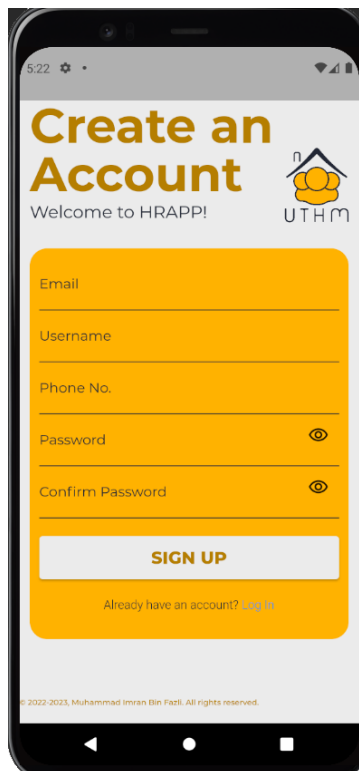 5:22
Create an
Account
Welcome to HRAPP!
UTHM
Email
Username
Phone No.
Password
Confirm Password
SIGN UP
Already have an account? Log In
© 2022-2023, Muhammad Imran Bin Fazli. All rights reserved.